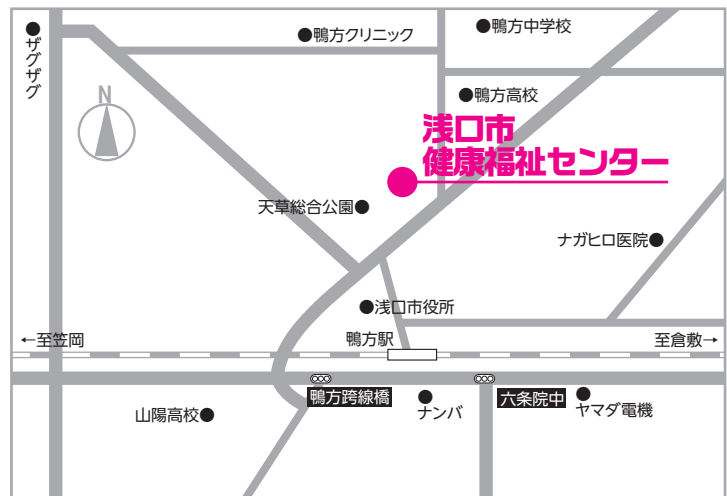 ●ザグザグ
●鴨方クリニック
●鴨方中学校
N
●鴨方高校
浅口市
健康福祉センター
天草総合公園●
ナガヒロ医院●
●浅口市役所
←至笠岡
鴨方駅
至倉敷→
鴨方跨線橋
六条院中
山陽高校●
ナンバ
ヤマダ電機